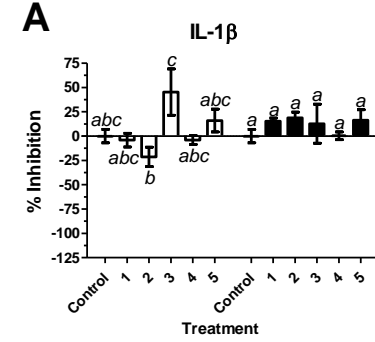 A
IL-1β
% Inhibition
75
50
25
0
-25
-50
-75
-100
-125
abc
abc
b
c
abc
abc
a
a
a
a
a
a
Control 1 2 3 4 5 Control 1 2 3 4 5
Treatment